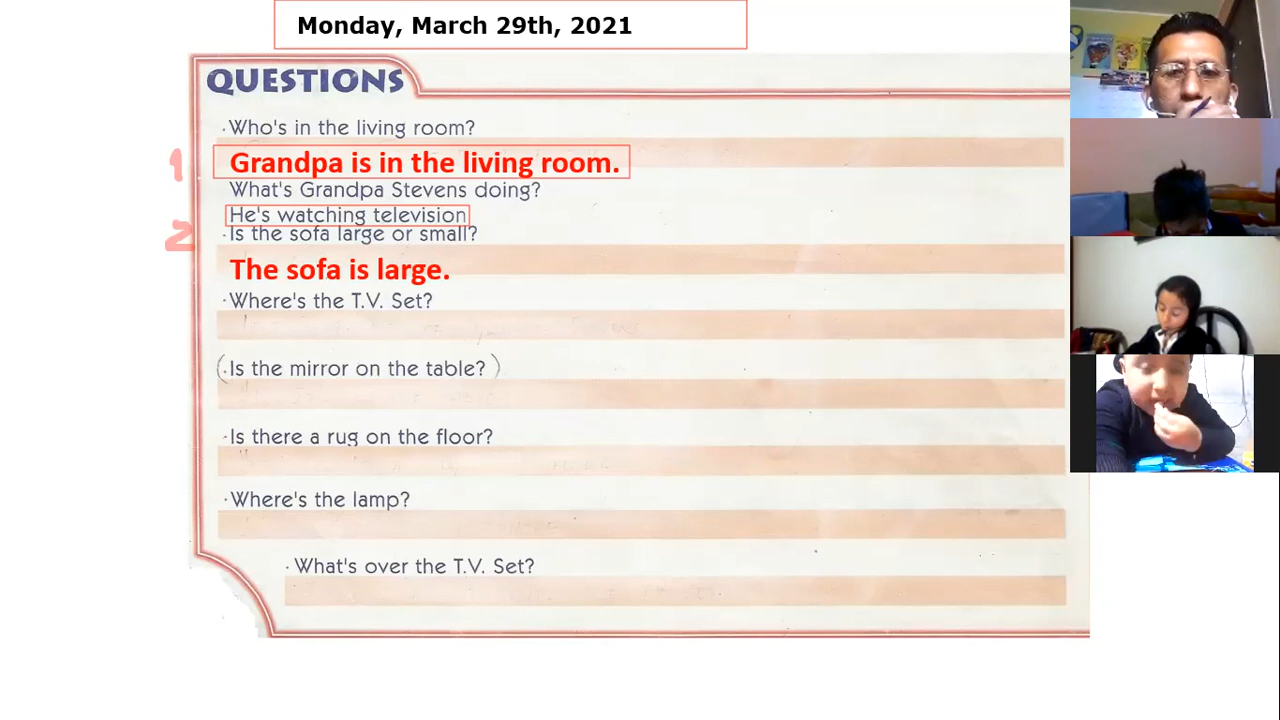 Monday, March 29th, 2021
QUESTIONS
· Who's in the living room?
1
Grandpa is in the living room.
What's Grandpa Stevens doing?
He's watching television
2
· Is the sofa large or small?
The sofa is large.
· Where's the T.V. Set?
(· Is the mirror on the table? )
· Is there a rug on the floor?
· Where's the lamp?
· What's over the T.V. Set?